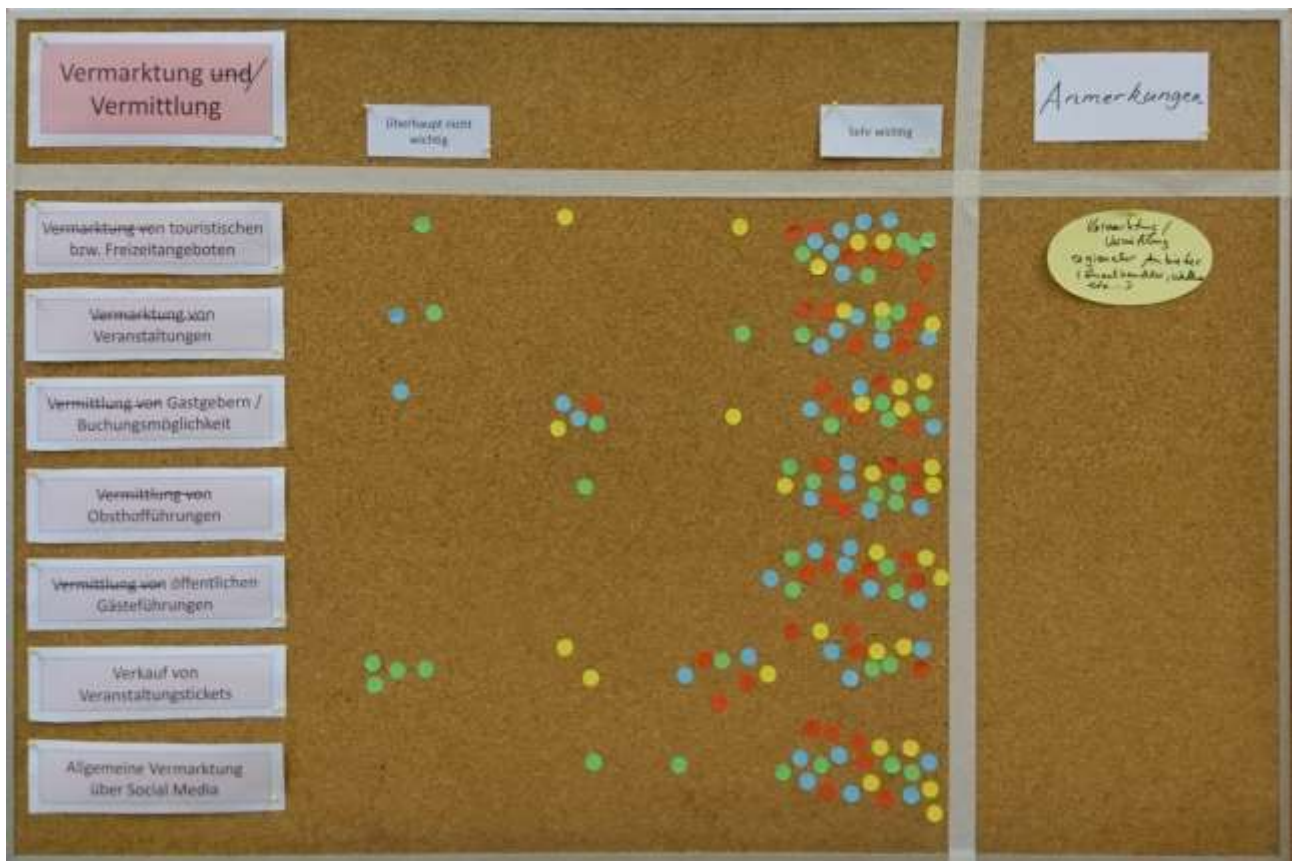 Vermarktung und/
Vermittlung
Überhaupt nicht
wichtig
Sehr wichtig
Anmerkungen
Vermarktung von touristischen
bzw. Freizeitangeboten
Vermarktung /
Vermittlung
regionaler Anbieter
etc...)
Vermarktung von
Veranstaltungen
Vermittlung von Gastgebern /
Buchungsmöglichkeit
Vermittlung von
Obsthofführungen
Vermittlung von öffentlichen
Gästeführungen
Verkauf von
Veranstaltungstickets
Allgemeine Vermarktung
über Social Media